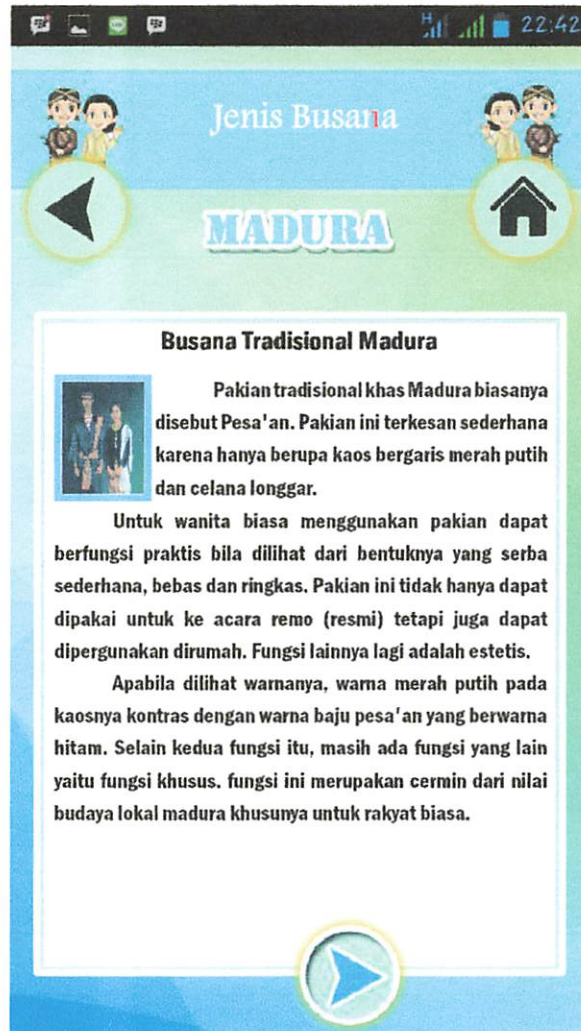 H 22:42
Jenis Busana
MADURA
Busana Tradisional Madura
Pakian tradisional khas Madura biasanya
disebut Pesa'an. Pakian ini terkesan sederhana
karena hanya berupa kaos bergaris merah putih
dan celana longgar.
Untuk wanita biasa menggunakan pakian dapat
berfungsi praktis bila dilihat dari bentuknya yang serba
sederhana, bebas dan ringkas. Pakian ini tidak hanya dapat
dipakai untuk ke acara remo (resmi) tetapi juga dapat
dipergunakan dirumah. Fungsi lainnya lagi adalah estetis.
Apabila dilihat warnanya, warna merah putih pada
kaosnya kontras dengan warna baju pesa'an yang berwarna
hitam. Selain kedua fungsi itu, masih ada fungsi yang lain
yaitu fungsi khusus. fungsi ini merupakan cermin dari nilai
budaya lokal madura khusunya untuk rakyat biasa.